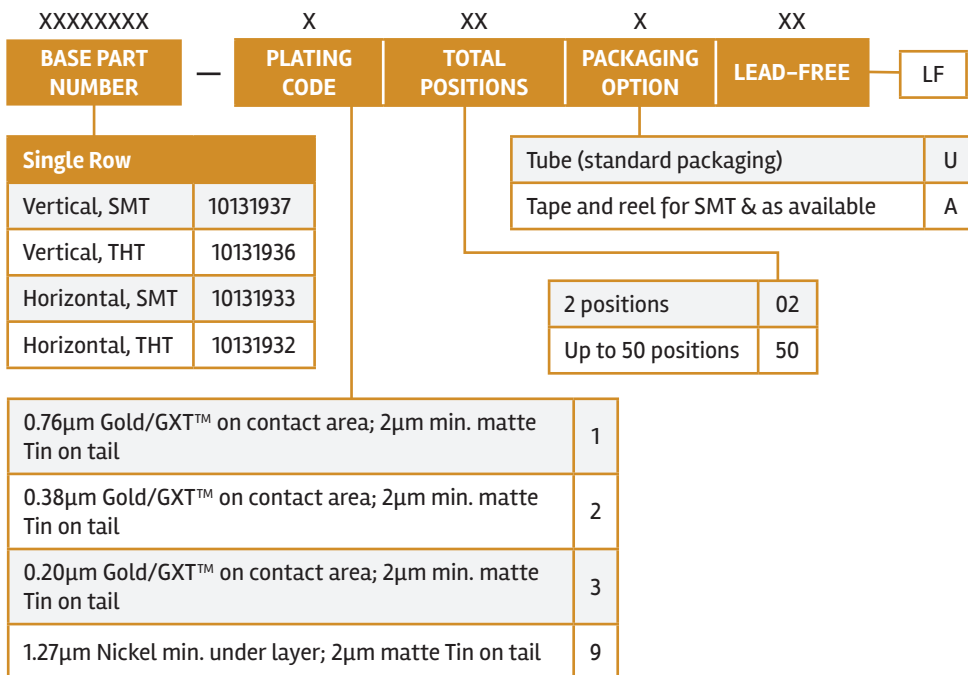 XXXXXXXX X XX X XX
BASE PART
NUMBER
—
PLATING
CODE
TOTAL
POSITIONS
PACKAGING
OPTION
LEAD-FREE
LF
Single Row
Vertical, SMT 10131937
Vertical, THT 10131936
Horizontal, SMT 10131933
Horizontal, THT 10131932
Tube (standard packaging) U
Tape and reel for SMT & as available A
2 positions 02
Up to 50 positions 50
0.76µm Gold/GXT™ on contact area; 2µm min. matte
Tin on tail
1
0.38µm Gold/GXT™ on contact area; 2µm min. matte
Tin on tail
2
0.20µm Gold/GXT™ on contact area; 2µm min. matte
Tin on tail
3
1.27µm Nickel min. under layer; 2µm matte Tin on tail 9